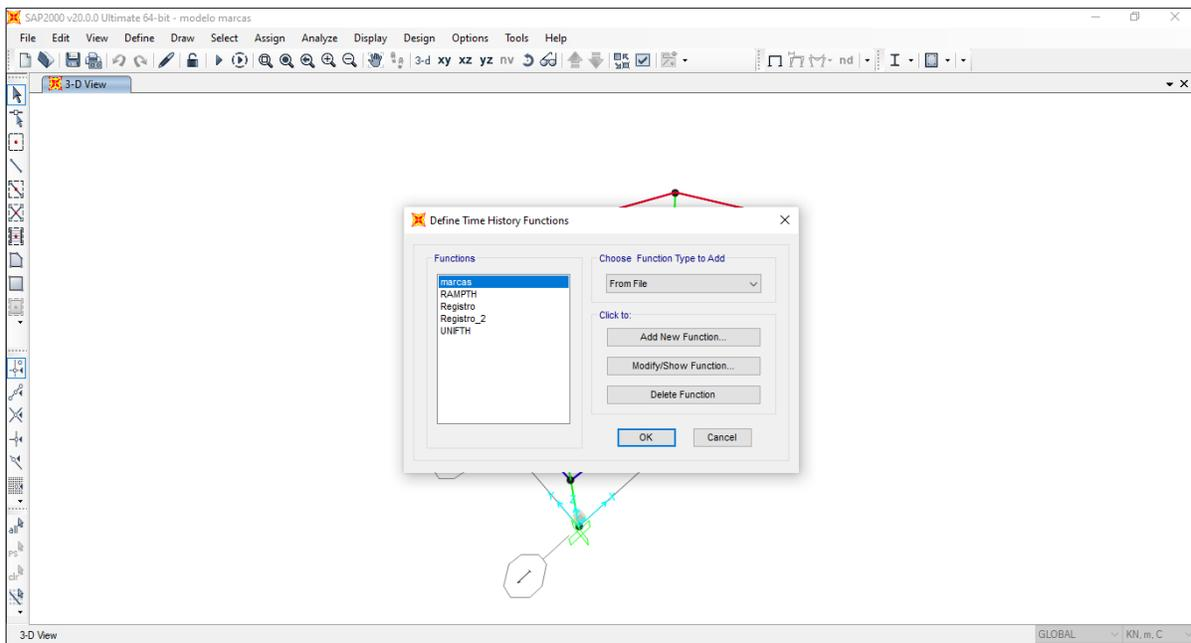 SAP2000 v20.0.0 Ultimate 64-bit - modelo marcas
File Edit View Define Draw Select Assign Analyze Display Design Options Tools Help
3-d xy xz yz nv nd
3-D View
Define Time History Functions
Functions
marcas
RAMPTH
Registro
Registro_2
UNIFTH
Choose Function Type to Add
From File
Click to:
Add New Function...
Modify/Show Function...
Delete Function
OK Cancel
Y Z X
all
ps
clr
3-D View GLOBAL KN, m, C